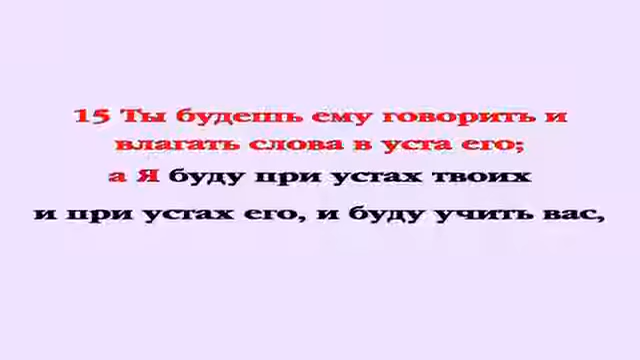 15 Ты будешь ему говорить и
влагать слова в уста его;
а Я буду при устах твоих
и при устах его, и буду учить вас,